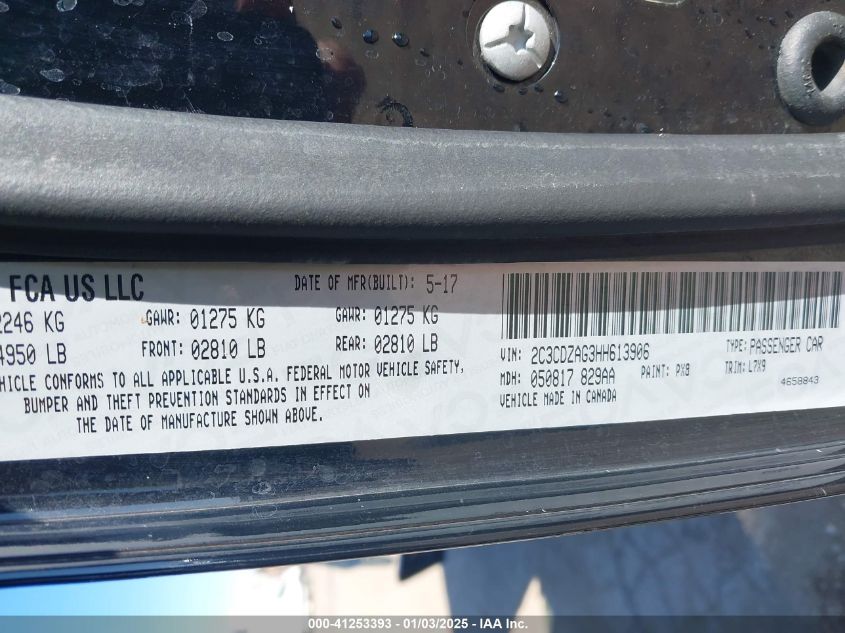 FCA US LLC DATE OF MFR(BUILT): 5-17
2246 KG GAWR: 01275 KG GAWR: 01275 KG
4950 LB FRONT: 02810 LB REAR: 02810 LB
VEHICLE CONFORMS TO ALL APPLICABLE U.S.A. FEDERAL MOTOR VEHICLE SAFETY,
BUMPER AND THEFT PREVENTION STANDARDS IN EFFECT ON
THE DATE OF MANUFACTURE SHOWN ABOVE.
VIN: 2C3CDZAG3HH613906 TYPE: PASSENGER CAR
MDH: 050817 829AA PAINT: PX8 TRIM: L7X9
VEHICLE MADE IN CANADA 4658843
000-41253393 - 01/03/2025 - IAA Inc.